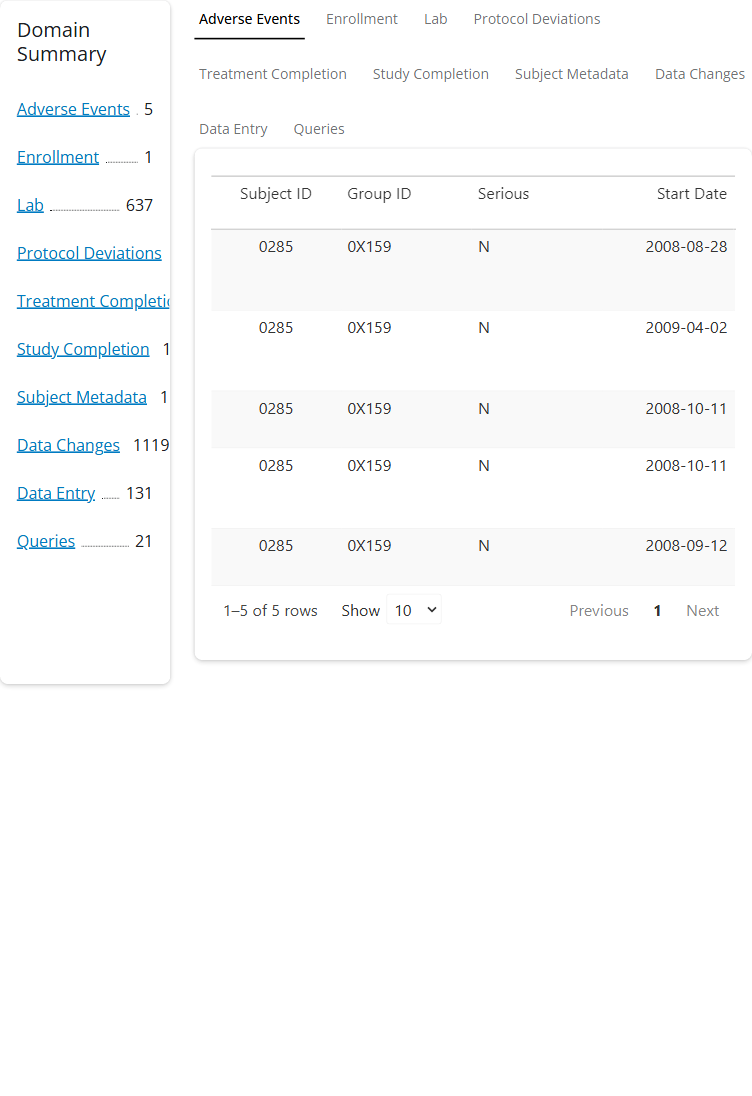 Domain
Summary
Adverse Events 5
Enrollment 1
Lab 637
Protocol Deviations
Treatment
Study Completion 1
Subject Metadata 1
Data Changes 1119
Data Entry 131
Queries 21
Adverse Events Enrollment Lab Protocol Deviations
Treatment Completion Study Completion Subject Metadata Data Changes
Data Entry Queries
Subject ID Group ID Serious Start Date
0285 0X159 N 2008-08-28
0285 0X159 N 2009-04-02
0285 0X159 N 2008-10-11
0285 0X159 N 2008-10-11
0285 0X159 N 2008-09-12
1–5 of 5 rows Show 10 Previous 1 Next